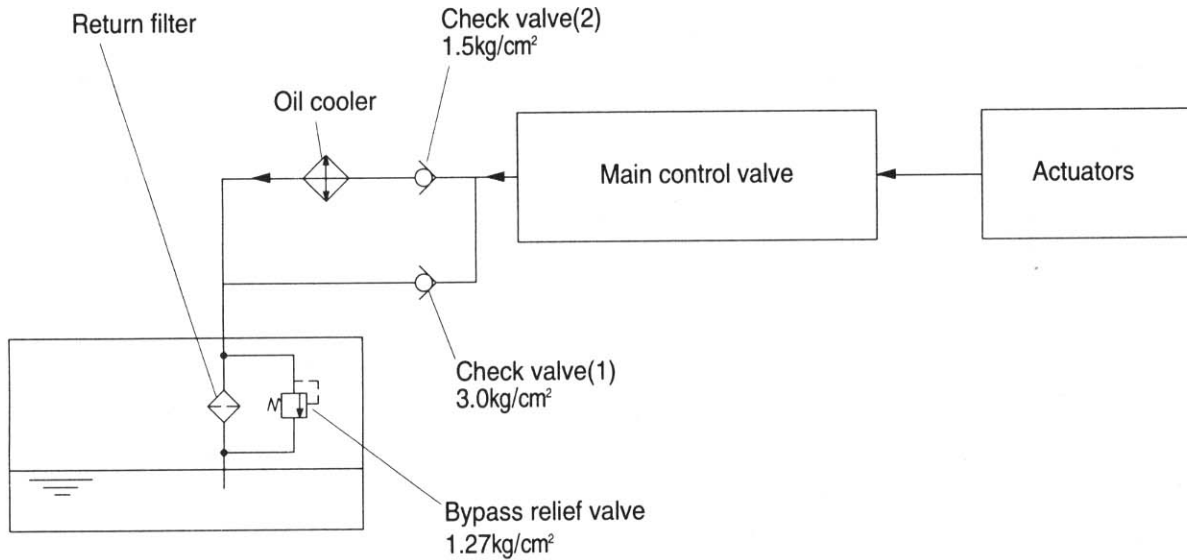 Return filter
Check valve(2)
1.5kg/cm²
Oil cooler
Main control valve
Actuators
Check valve(1)
3.0kg/cm²
Bypass relief valve
1.27kg/cm²